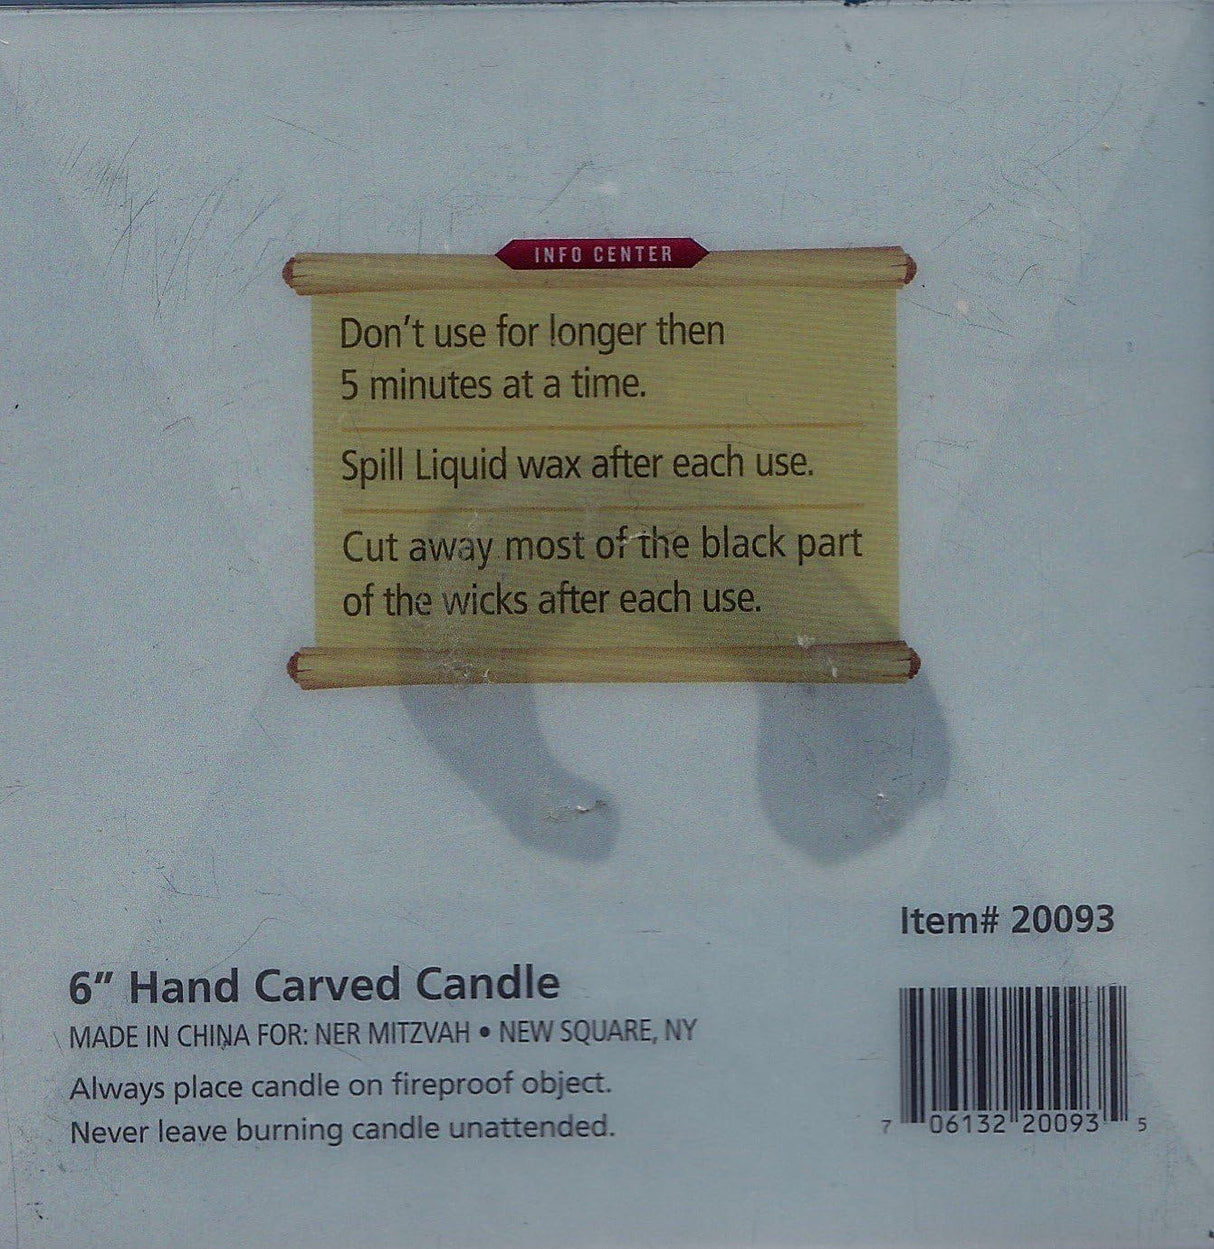 INFO CENTER
Don't use for longer then
5 minutes at a time.
Spill Liquid wax after each use.
Cut away most of the black part
of the wicks after each use.
Item# 20093
6" Hand Carved Candle
MADE IN CHINA FOR: NER MITZVAH • NEW SQUARE, NY
Always place candle on fireproof object.
Never leave burning candle unattended.
7 06132 20093 5